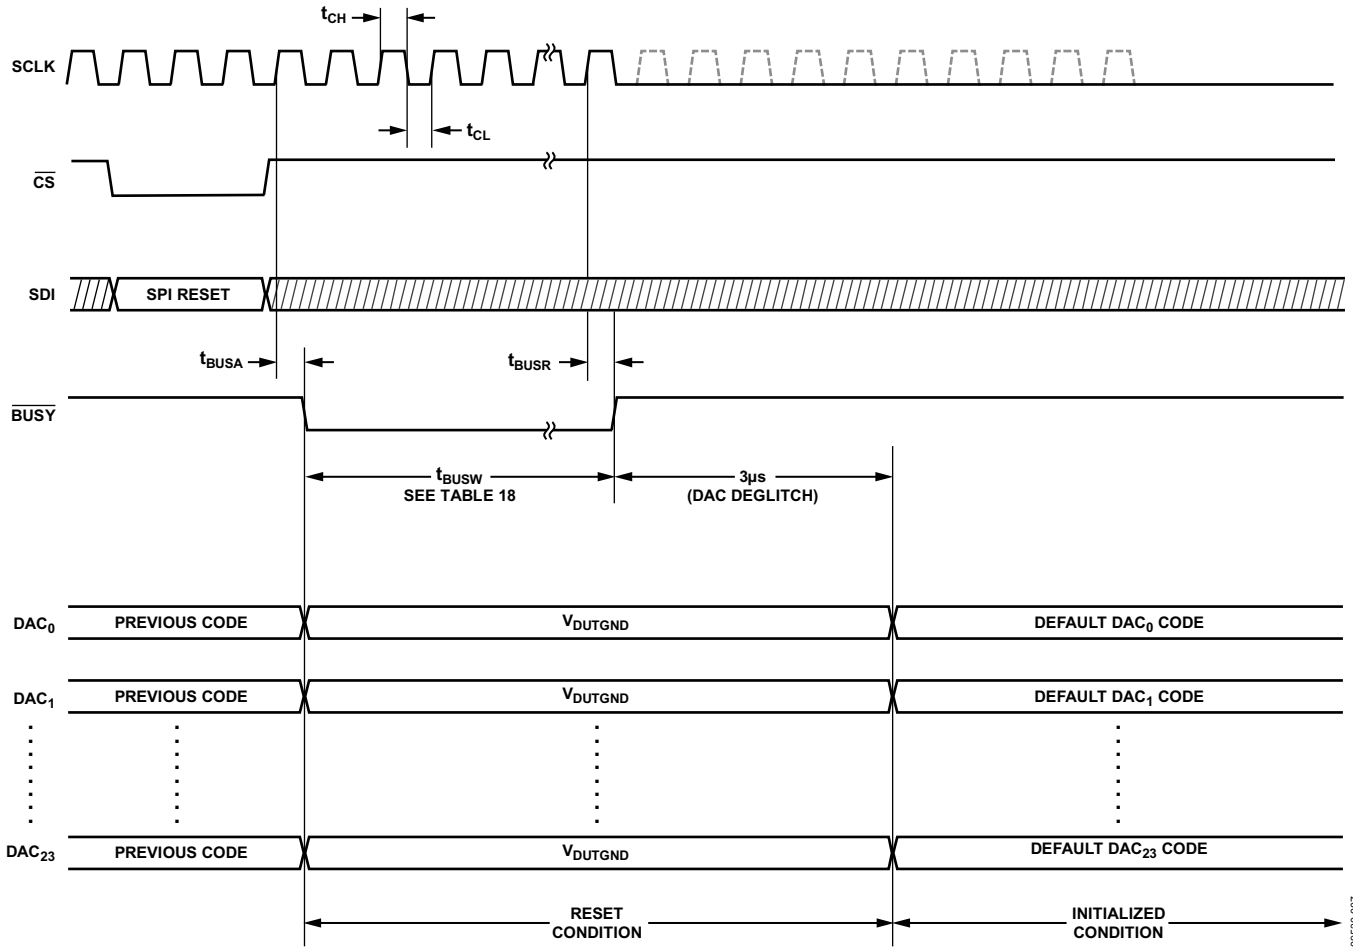 tCH
SCLK
tCL
CS
SDI
SPI RESET
tBUSA
tBUSR
BUSY
tBUSW
SEE TABLE 18
3µs
(DAC DEGLITCH)
DAC0
PREVIOUS CODE
VDUTGND
DEFAULT DAC0 CODE
DAC1
PREVIOUS CODE
VDUTGND
DEFAULT DAC1 CODE
DAC23
PREVIOUS CODE
VDUTGND
DEFAULT DAC23 CODE
RESET
CONDITION
INITIALIZED
CONDITION